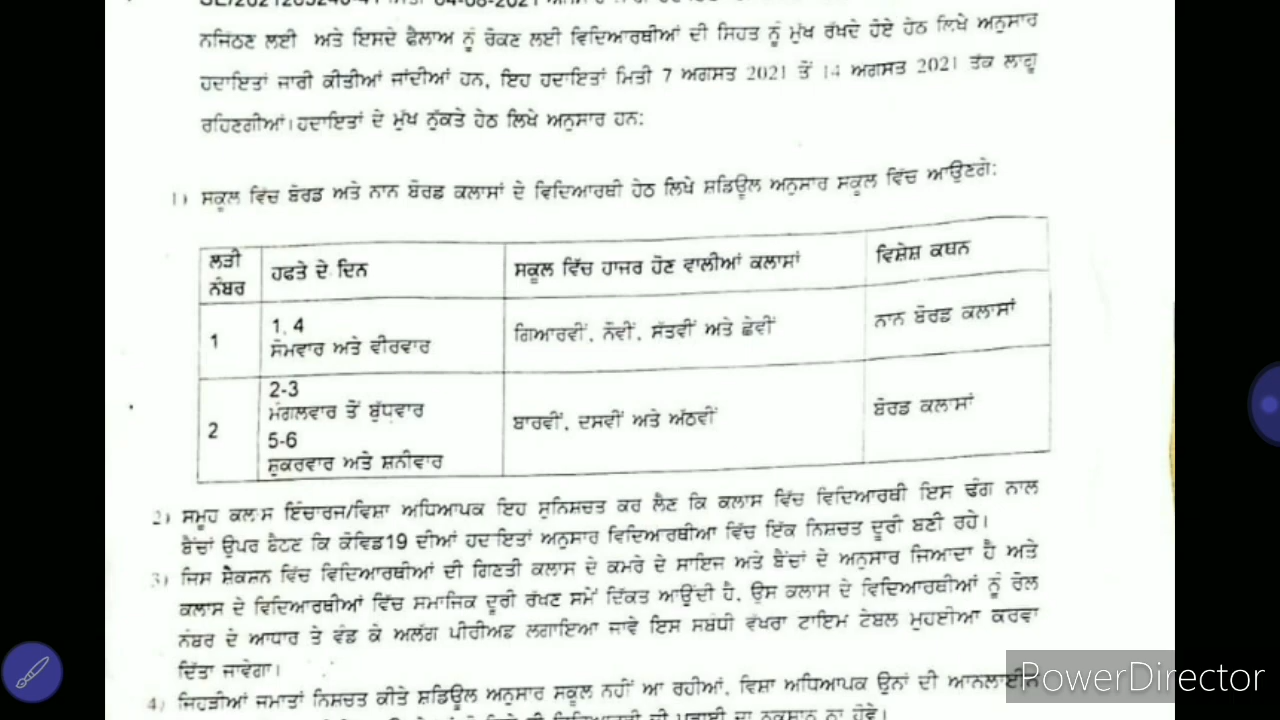 ਨਜਿੱਠਣ ਲਈ ਅਤੇ ਇਸਦੇ ਫੈਲਾਅ ਨੂੰ ਰੋਕਣ ਲਈ ਵਿਦਿਆਰਥੀਆਂ ਦੀ ਸਿਹਤ ਨੂੰ ਮੁੱਖ ਰੱਖਦੇ ਹੋਏ ਹੇਠ ਲਿਖੇ ਅਨੁਸਾਰ
ਹਦਾਇਤਾਂ ਜਾਰੀ ਕੀਤੀਆਂ ਜਾਂਦੀਆਂ ਹਨ, ਇਹ ਹਦਾਇਤਾਂ ਮਿਤੀ 7 ਅਗਸਤ 2021 ਤੋਂ 14 ਅਗਸਤ 2021 ਤੱਕ ਲਾਗੂ
ਰਹਿਣਗੀਆਂ। ਹਦਾਇਤਾਂ ਦੇ ਮੁੱਖ ਨੁੱਕਤੇ ਹੇਠ ਲਿਖੇ ਅਨੁਸਾਰ ਹਨ:
1) ਸਕੂਲ ਵਿੱਚ ਬੋਰਡ ਅਤੇ ਨਾਨ ਬੋਰਡ ਕਲਾਸਾਂ ਦੇ ਵਿਦਿਆਰਥੀ ਹੇਠ ਲਿਖੇ ਸ਼ਡਿਊਲ ਅਨੁਸਾਰ ਸਕੂਲ ਵਿੱਚ ਆਉਣਗੇ:
ਲੜੀ ਨੰਬਰ
ਹਫਤੇ ਦੇ ਦਿਨ
ਸਕੂਲ ਵਿੱਚ ਹਾਜਰ ਹੋਣ ਵਾਲੀਆਂ ਕਲਾਸਾਂ
ਵਿਸ਼ੇਸ਼ ਕਥਨ
1
1, 4
ਸੋਮਵਾਰ ਅਤੇ ਵੀਰਵਾਰ
ਗਿਆਰਵੀਂ, ਨੌਵੀਂ, ਸੱਤਵੀਂ ਅਤੇ ਛੇਵੀਂ
ਨਾਨ ਬੋਰਡ ਕਲਾਸਾਂ
2
2-3
ਮੰਗਲਵਾਰ ਤੋਂ ਬੁੱਧਵਾਰ
5-6
ਸ਼ੁਕਰਵਾਰ ਅਤੇ ਸ਼ਨੀਵਾਰ
ਬਾਰਵੀਂ, ਦਸਵੀਂ ਅਤੇ ਅੱਠਵੀਂ
ਬੋਰਡ ਕਲਾਸਾਂ
2) ਸਮੂਹ ਕਲਾਸ ਇੰਚਾਰਜ/ਵਿਸ਼ਾ ਅਧਿਆਪਕ ਇਹ ਸੁਨਿਸ਼ਚਤ ਕਰ ਲੈਣ ਕਿ ਕਲਾਸ ਵਿੱਚ ਵਿਦਿਆਰਥੀ ਇਸ ਢੰਗ ਨਾਲ
ਬੈਂਚਾਂ ਉਪਰ ਬੈਟਣ ਕਿ ਕੋਵਿਡ19 ਦੀਆਂ ਹਦਾਇਤਾਂ ਅਨੁਸਾਰ ਵਿਦਿਆਰਥੀਆ ਵਿੱਚ ਇੱਕ ਨਿਸ਼ਚਤ ਦੂਰੀ ਬਣੀ ਰਹੇ।
3) ਜਿਸ ਸੈਕਸ਼ਨ ਵਿੱਚ ਵਿਦਿਆਰਥੀਆਂ ਦੀ ਗਿਣਤੀ ਕਲਾਸ ਦੇ ਕਮਰੇ ਦੇ ਸਾਇਜ ਅਤੇ ਬੈਂਚਾਂ ਦੇ ਅਨੁਸਾਰ ਜਿਆਦਾ ਹੈ ਅਤੇ
ਕਲਾਸ ਦੇ ਵਿਦਿਆਰਥੀਆਂ ਵਿੱਚ ਸਮਾਜਿਕ ਦੂਰੀ ਰੱਖਣ ਸਮੇਂ ਦਿੱਕਤ ਆਉਂਦੀ ਹੈ, ਉਸ ਕਲਾਸ ਦੇ ਵਿਦਿਆਰਥੀਆਂ ਨੂੰ ਰੋਲ
ਨੰਬਰ ਦੇ ਆਧਾਰ ਤੇ ਵੰਡ ਕੇ ਅਲੱਗ ਪੀਰੀਅਡ ਲਗਾਇਆ ਜਾਵੇ ਇਸ ਸਬੰਧੀ ਵੱਖਰਾ ਟਾਇਮ ਟੇਬਲ ਮੁਹਈਆ ਕਰਵਾ
ਦਿੱਤਾ ਜਾਵੇਗਾ।
4) ਜਿਹੜੀਆਂ ਜਮਾਤਾਂ ਨਿਸ਼ਚਤ ਕੀਤੇ ਸ਼ਡਿਊਲ ਅਨੁਸਾਰ ਸਕੂਲ ਨਹੀਂ ਆ ਰਹੀਆਂ, ਵਿਸ਼ਾ ਅਧਿਆਪਕ ਉਨਾਂ ਦੀ ਆਨਲਾਈਨ
PowerDirector